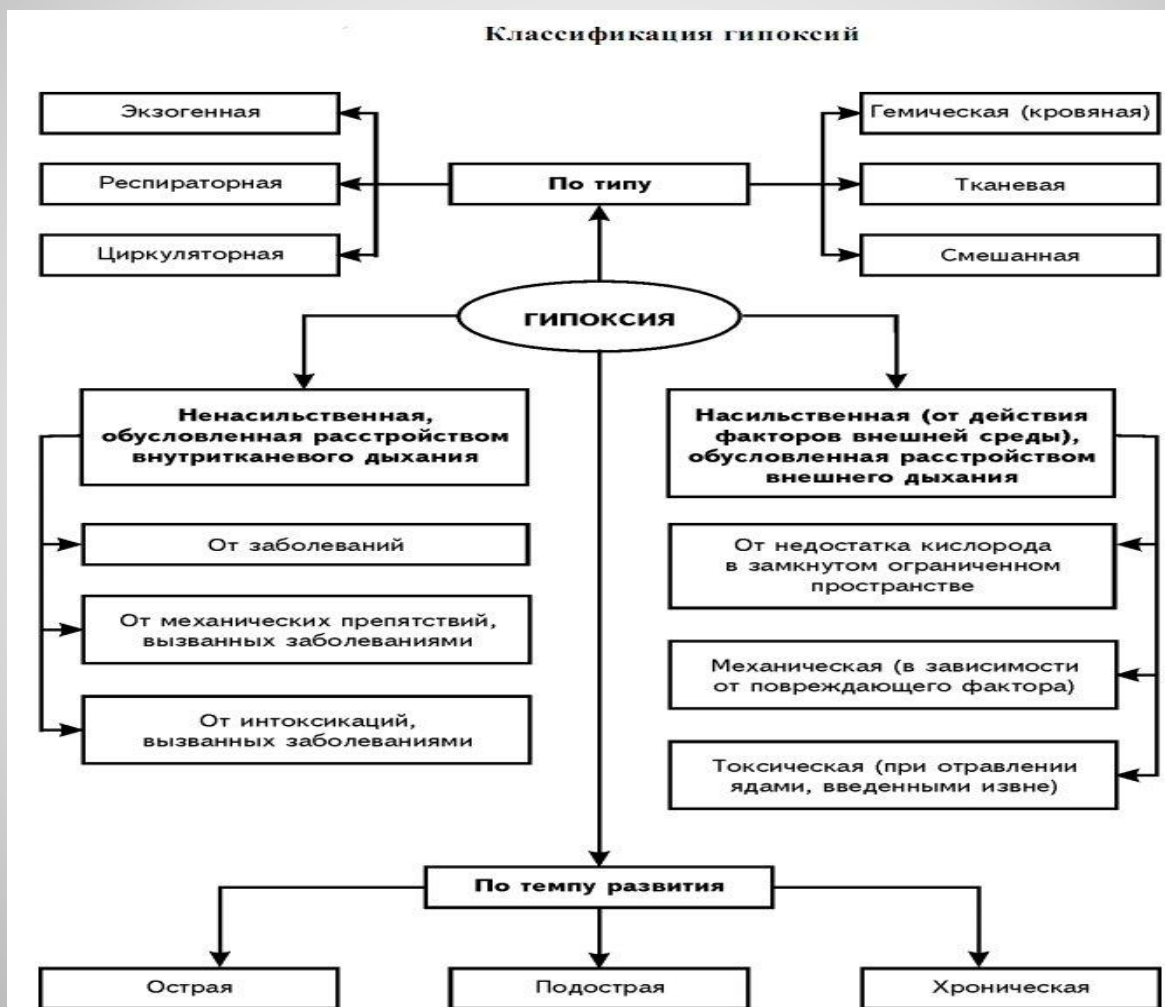 Классификация гипоксий
Экзогенная
Гемическая (кровяная)
Респираторная
По типу
Тканевая
Циркуляторная
Смешанная
ГИПОКСИЯ
Ненасильственная,
обусловленная расстройством
внутритканевого дыхания
Насильственная (от действия
факторов внешней среды),
обусловленная расстройством
внешнего дыхания
От заболеваний
От механических препятствий,
вызванных заболеваниями
От интоксикаций,
вызванных заболеваниями
От недостатка кислорода
в замкнутом ограниченном
пространстве
Механическая (в зависимости
от повреждающего фактора)
Токсическая (при отравлении
ядами, введенными извне)
По темпу развития
Острая
Подострая
Хроническая